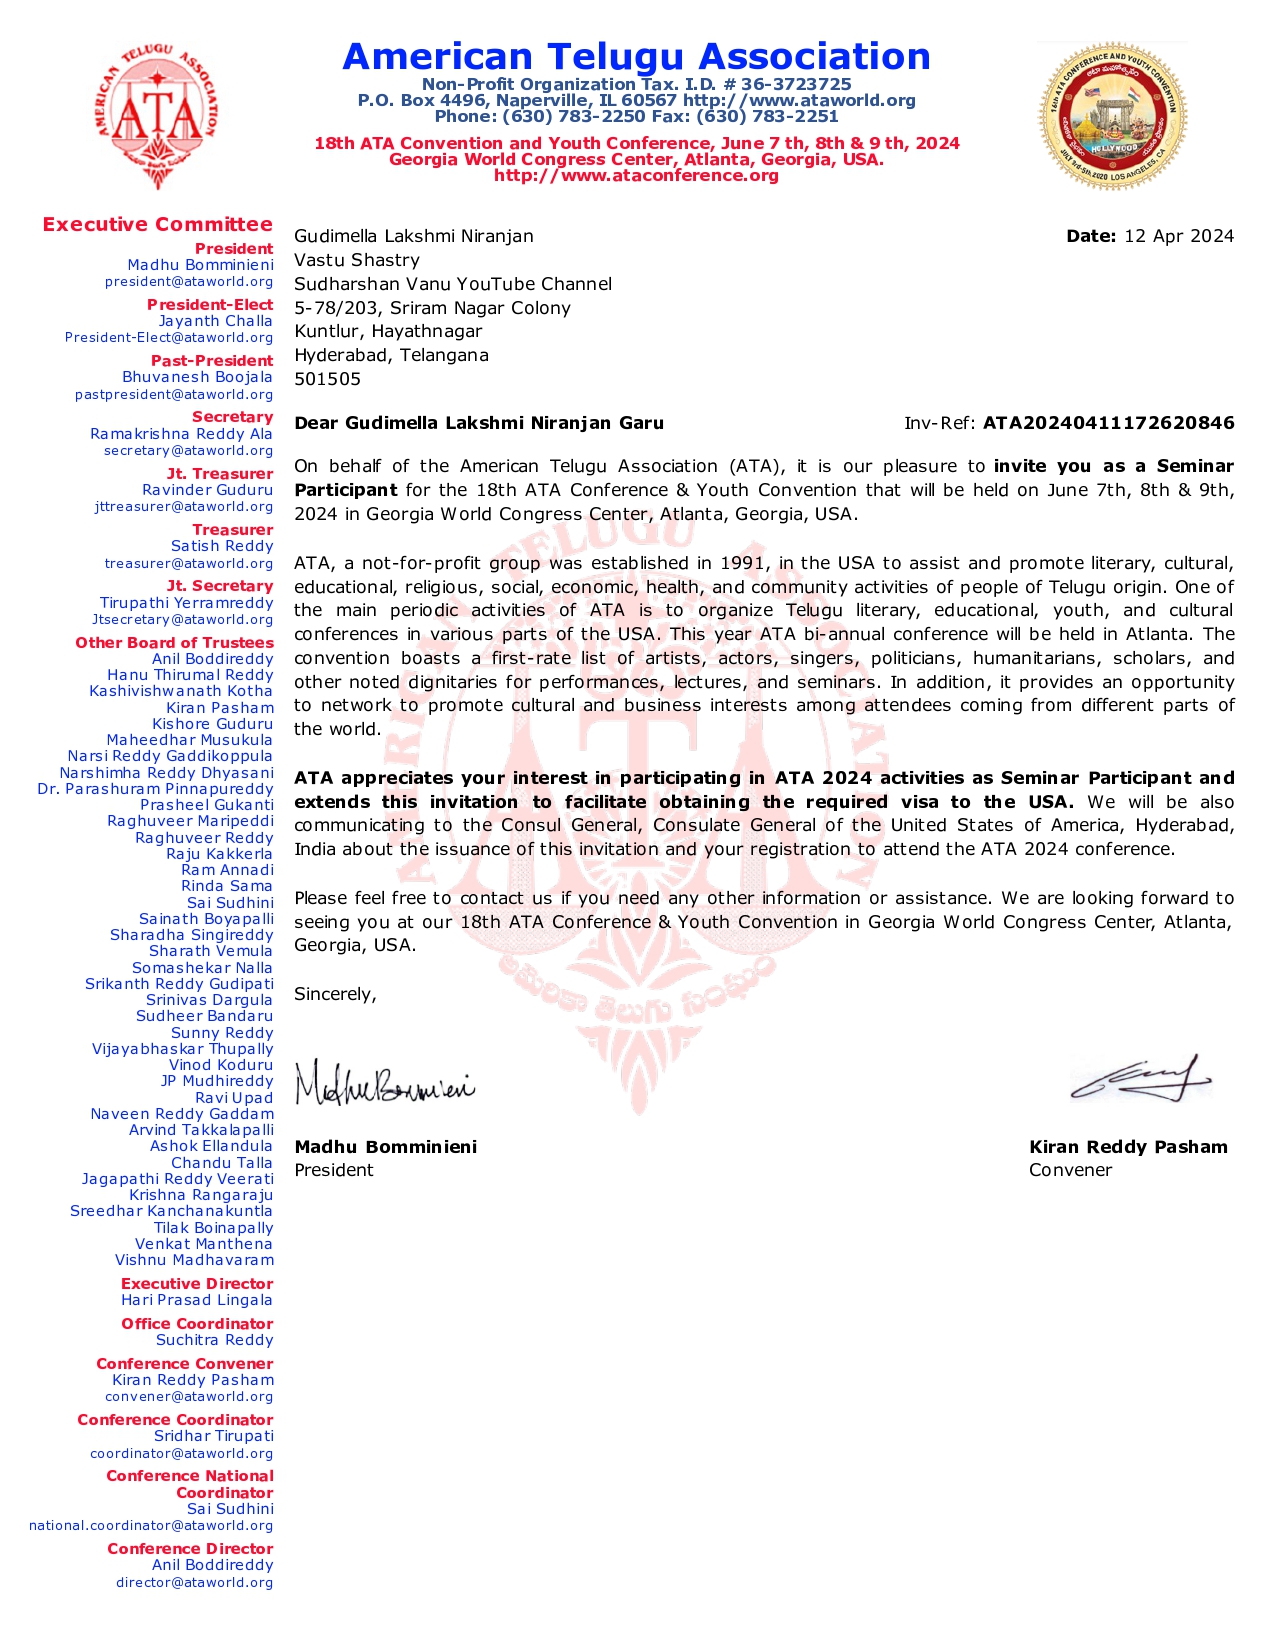 AMERICAN TELUGU ASSOCIATION
ATA
American Telugu Association
Non-Profit Organization Tax. I.D. # 36-3723725
P.O. Box 4496, Naperville, IL 60567 http://www.ataworld.org
Phone: (630) 783-2250 Fax: (630) 783-2251
18th ATA Convention and Youth Conference, June 7 th, 8th & 9 th, 2024
Georgia World Congress Center, Atlanta, Georgia, USA.
http://www.ataconference.org
16th ATA CONFERENCE AND YOUTH CONVENTION
HOLLYWOOD
JULY 3rd-5th 2020 LOS ANGELES, CA
Executive Committee
President
Madhu Bomminieni
president@ataworld.org
President-Elect
Jayanth Challa
President-Elect@ataworld.org
Past-President
Bhuvanesh Boojala
pastpresident@ataworld.org
Secretary
Ramakrishna Reddy Ala
secretary@ataworld.org
Jt. Treasurer
Ravinder Guduru
jttreasurer@ataworld.org
Treasurer
Satish Reddy
treasurer@ataworld.org
Jt. Secretary
Tirupathi Yerramreddy
Jtsecretary@ataworld.org
Other Board of Trustees
Anil Boddireddy
Hanu Thirumal Reddy
Kashivishwanath Kotha
Kiran Pasham
Kishore Guduru
Maheedhar Musukula
Narsi Reddy Gaddikoppula
Narshimha Reddy Dhyasani
Dr. Parashuram Pinnapureddy
Prasheel Gukanti
Raghuveer Maripeddi
Raghuveer Reddy
Raju Kakkerla
Ram Annadi
Rinda Sama
Sai Sudhini
Sainath Boyapalli
Sharadha Singireddy
Sharath Vemula
Somashekar Nalla
Srikanth Reddy Gudipati
Srinivas Dargula
Sudheer Bandaru
Sunny Reddy
Vijayabhaskar Thupally
Vinod Koduru
JP Mudhireddy
Ravi Upad
Naveen Reddy Gaddam
Arvind Takkalapalli
Ashok Ellandula
Chandu Talla
Jagapathi Reddy Veerati
Krishna Rangaraju
Sreedhar Kanchanakuntla
Tilak Boinapally
Venkat Manthena
Vishnu Madhavaram
Executive Director
Hari Prasad Lingala
Office Coordinator
Suchitra Reddy
Conference Convener
Kiran Reddy Pasham
convener@ataworld.org
Conference Coordinator
Sridhar Tirupati
coordinator@ataworld.org
Conference National
Coordinator
Sai Sudhini
national.coordinator@ataworld.org
Conference Director
Anil Boddireddy
director@ataworld.org
Gudimella Lakshmi Niranjan Date: 12 Apr 2024
Vastu Shastry
Sudharshan Vanu YouTube Channel
5-78/203, Sriram Nagar Colony
Kuntlur, Hayathnagar
Hyderabad, Telangana
501505
Dear Gudimella Lakshmi Niranjan Garu Inv-Ref: ATA20240411172620846
On behalf of the American Telugu Association (ATA), it is our pleasure to invite you as a Seminar
Participant for the 18th ATA Conference & Youth Convention that will be held on June 7th, 8th & 9th,
2024 in Georgia World Congress Center, Atlanta, Georgia, USA.
ATA, a not-for-profit group was established in 1991, in the USA to assist and promote literary, cultural,
educational, religious, social, economic, health, and community activities of people of Telugu origin. One of
the main periodic activities of ATA is to organize Telugu literary, educational, youth, and cultural
conferences in various parts of the USA. This year ATA bi-annual conference will be held in Atlanta. The
convention boasts a first-rate list of artists, actors, singers, politicians, humanitarians, scholars, and
other noted dignitaries for performances, lectures, and seminars. In addition, it provides an opportunity
to network to promote cultural and business interests among attendees coming from different parts of
the world.
ATA appreciates your interest in participating in ATA 2024 activities as Seminar Participant and
extends this invitation to facilitate obtaining the required visa to the USA. We will be also
communicating to the Consul General, Consulate General of the United States of America, Hyderabad,
India about the issuance of this invitation and your registration to attend the ATA 2024 conference.
Please feel free to contact us if you need any other information or assistance. We are looking forward to
seeing you at our 18th ATA Conference & Youth Convention in Georgia World Congress Center, Atlanta,
Georgia, USA.
Sincerely,
Madhu Bommieni
Madhu Bomminieni Kiran Reddy Pasham
President Convener
AMERICAN TELUGU ASSOCIATION
ATA
అమెరికా తెలుగు సంఘం